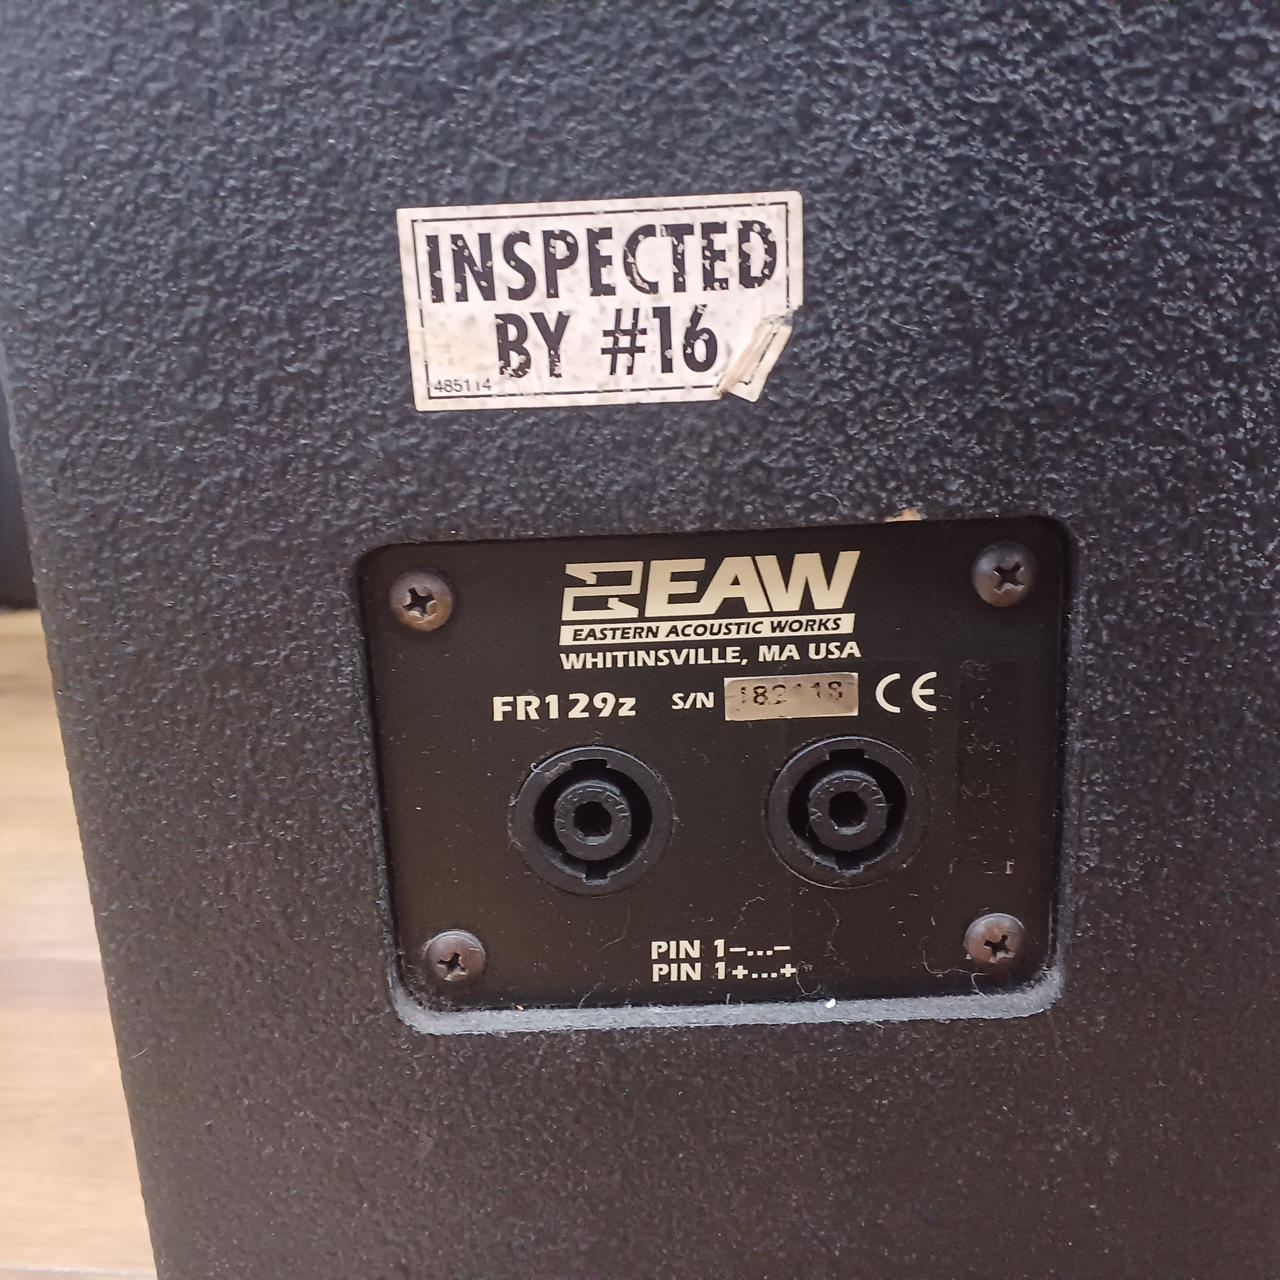 INSPECTED
BY #16
485114
EAW
EASTERN ACOUSTIC WORKS
WHITINSVILLE, MA USA
FR129z S/N CE
PIN 1–...–
PIN 1+...+